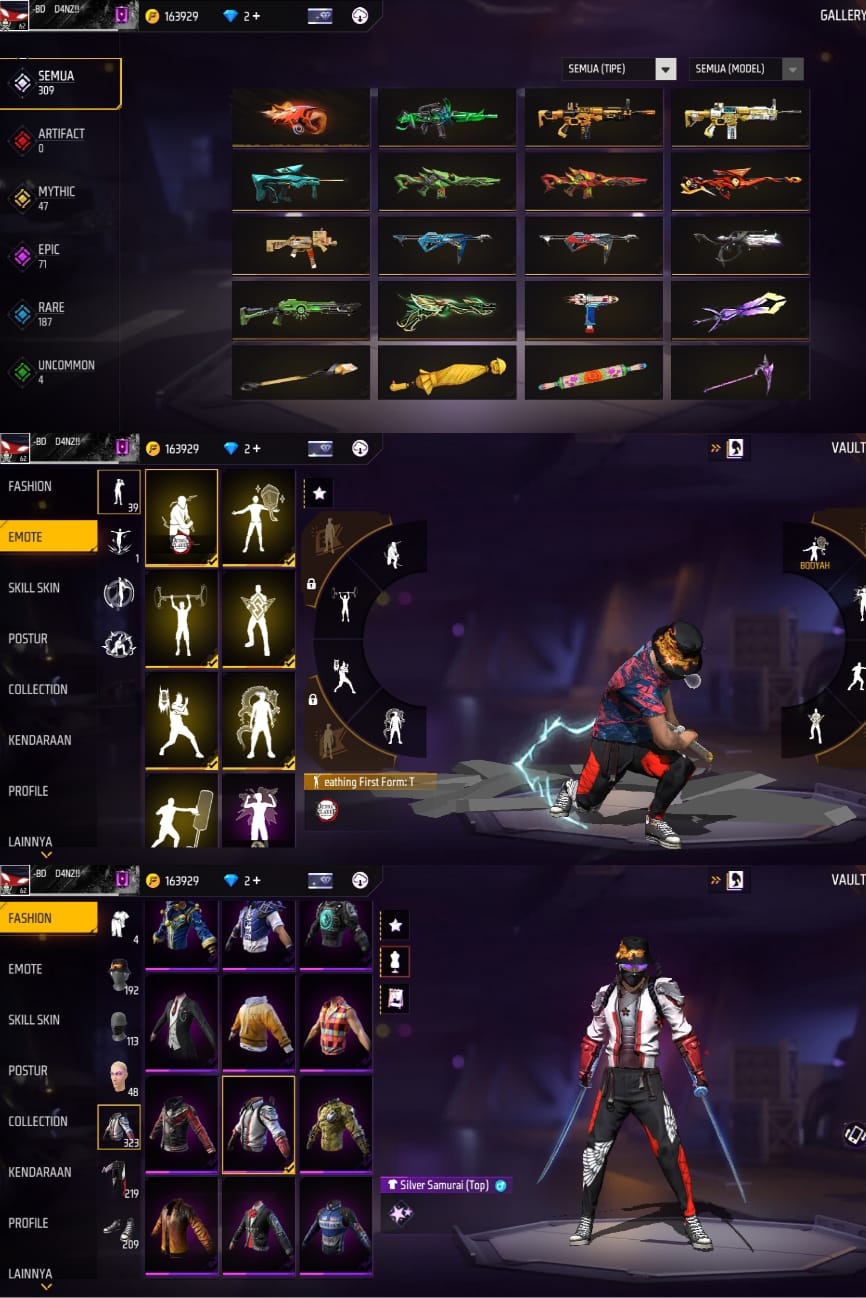 -BD D4NZ!!
62
163929
2 +
GALLERY
SEMUA
309
SEMUA (TIPE)
SEMUA (MODEL)
ARTIFACT
0
MYTHIC
47
EPIC
71
RARE
187
UNCOMMON
4
-BD D4NZ!!
62
163929
2 +
VAULT
FASHION
39
EMOTE
1
SKILL SKIN
POSTUR
COLLECTION
KENDARAAN
PROFILE
LAINNYA
BOOYAH
eathing First Form: T
-BD D4NZ!!
62
163929
2 +
VAULT
FASHION
4
EMOTE
192
SKILL SKIN
113
POSTUR
48
COLLECTION
323
KENDARAAN
219
PROFILE
209
LAINNYA
Silver Samurai (Top)